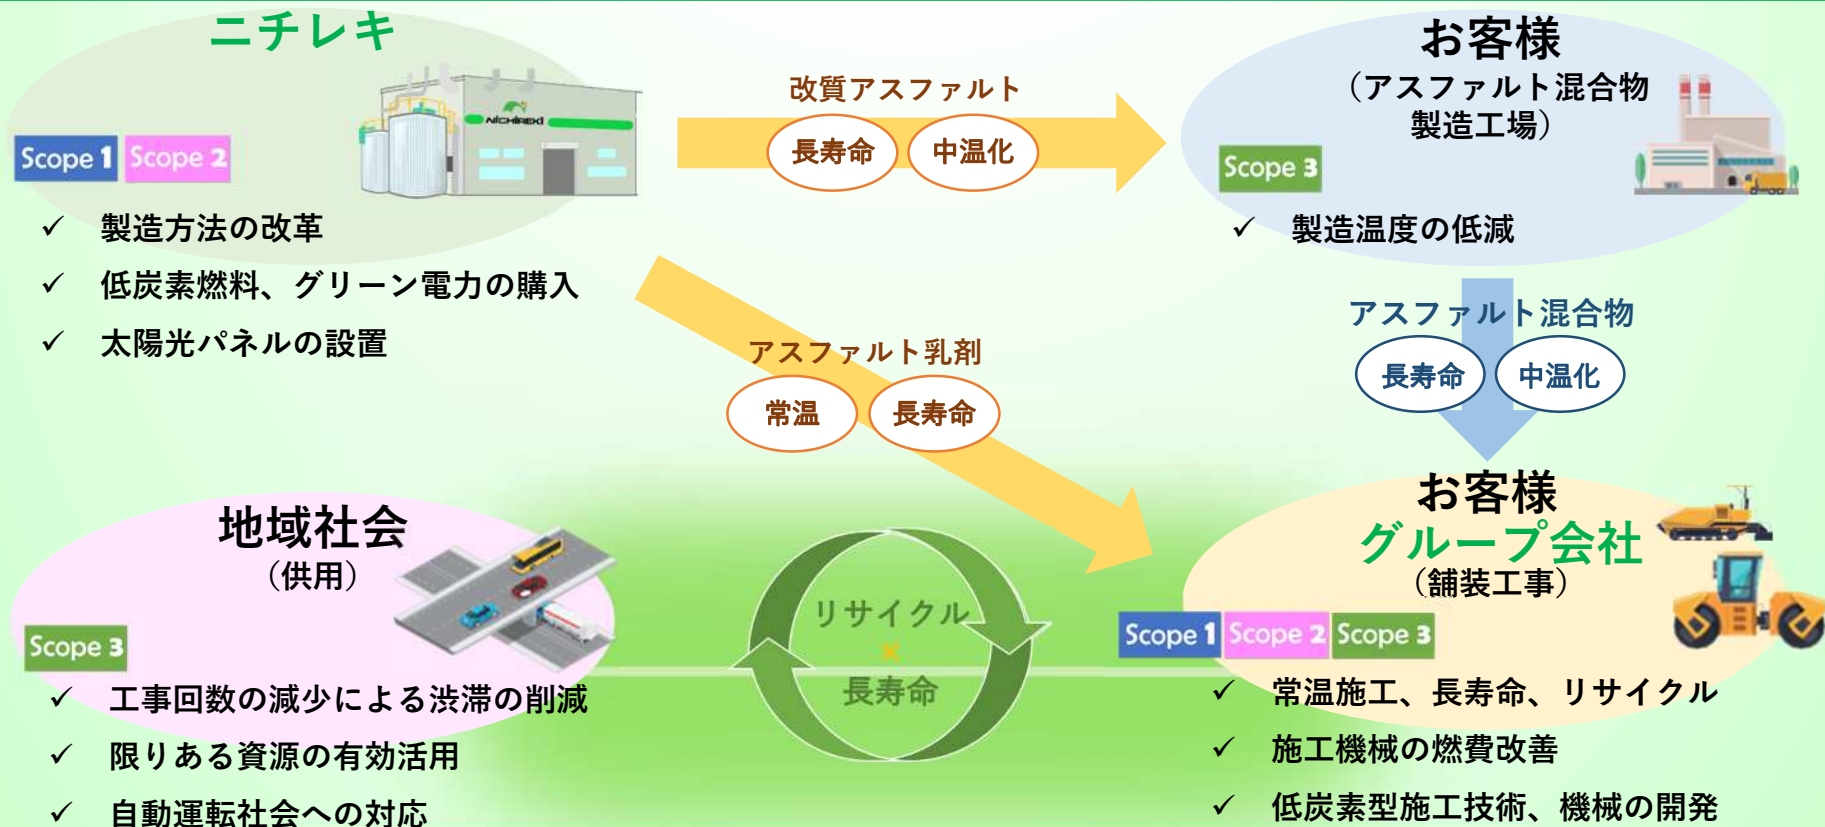 ニチレキ
NICHIREKI
Scope 1 Scope 2
✓ 製造方法の改革
✓ 低炭素燃料、グリーン電力の購入
✓ 太陽光パネルの設置
改質アスファルト
長寿命 中温化
お客様
（アスファルト混合物
製造工場）
Scope 3
✓ 製造温度の低減
アスファルト乳剤
常温 長寿命
アスファルト混合物
長寿命 中温化
地域社会
（供用）
Scope 3
✓ 工事回数の減少による渋滞の削減
✓ 限りある資源の有効活用
✓ 自動運転社会への対応
リサイクル
×
長寿命
お客様
グループ会社
（舗装工事）
Scope 1 Scope 2 Scope 3
✓ 常温施工、長寿命、リサイクル
✓ 施工機械の燃費改善
✓ 低炭素型施工技術、機械の開発